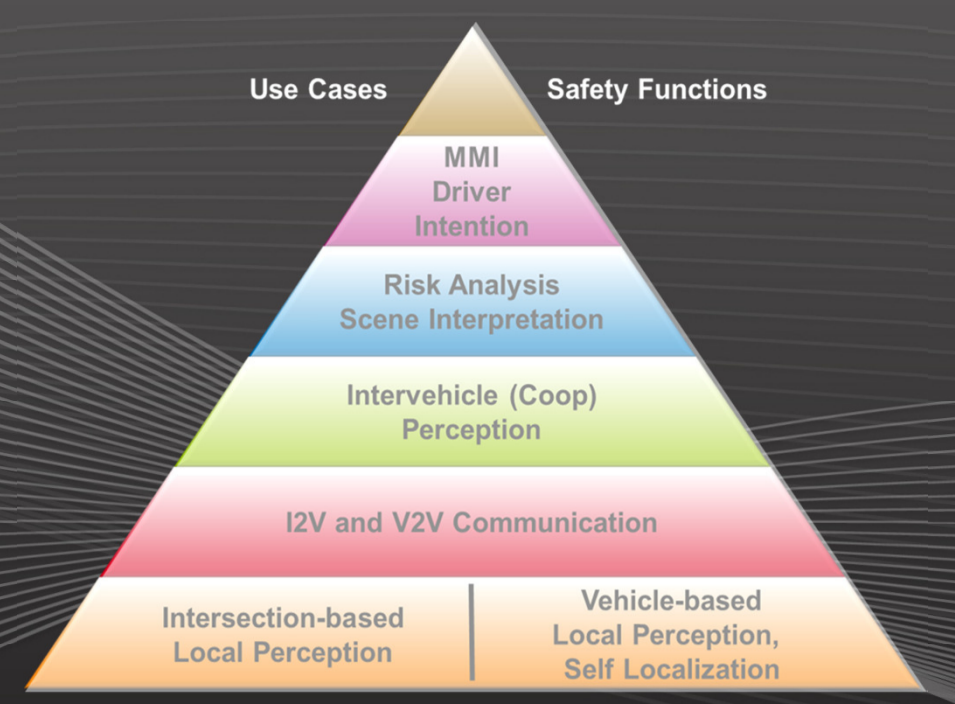 Use Cases
Safety Functions
MMI
Driver
Intention
Risk Analysis
Scene Interpretation
Intervehicle (Coop)
Perception
I2V and V2V Communication
Intersection-based
Local Perception
Vehicle-based
Local Perception,
Self Localization